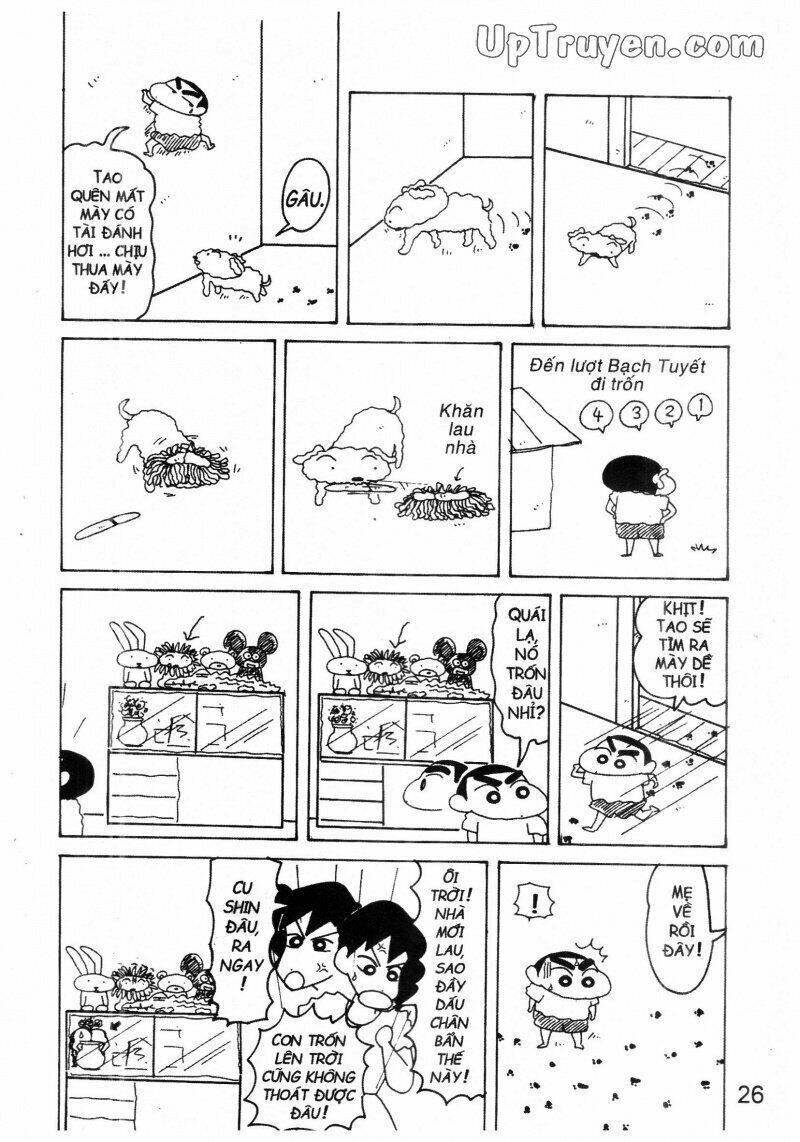 UpTruyen.com
GÂU.
TAO
QUÊN MẤT
MÀY CÓ
TÀI ĐÁNH
HƠI ... CHỊU
THUA MÀY
ĐẤY!
Đến lượt Bạch Tuyết
đi trốn
4 3 2 1
Khăn
lau
nhà
KHỊT!
TAO SẼ
TÌM RA
MÀY DỄ
THÔI!
QUÁI
LẠ,
NÓ
TRỐN
ĐÂU
NHỈ?
MẸ
VỀ
RỒI
ĐÂY!
!
ÔI
TRỜI!
NHÀ
MỚI
LAU,
SAO
ĐẦY
DẤU
CHÂN
BẨN
THẾ
NÀY!
CU
SHIN
ĐÂU,
RA
NGAY
!
CON TRỐN
LÊN TRỜI
CŨNG KHÔNG
THOÁT ĐƯỢC
ĐÂU!
26